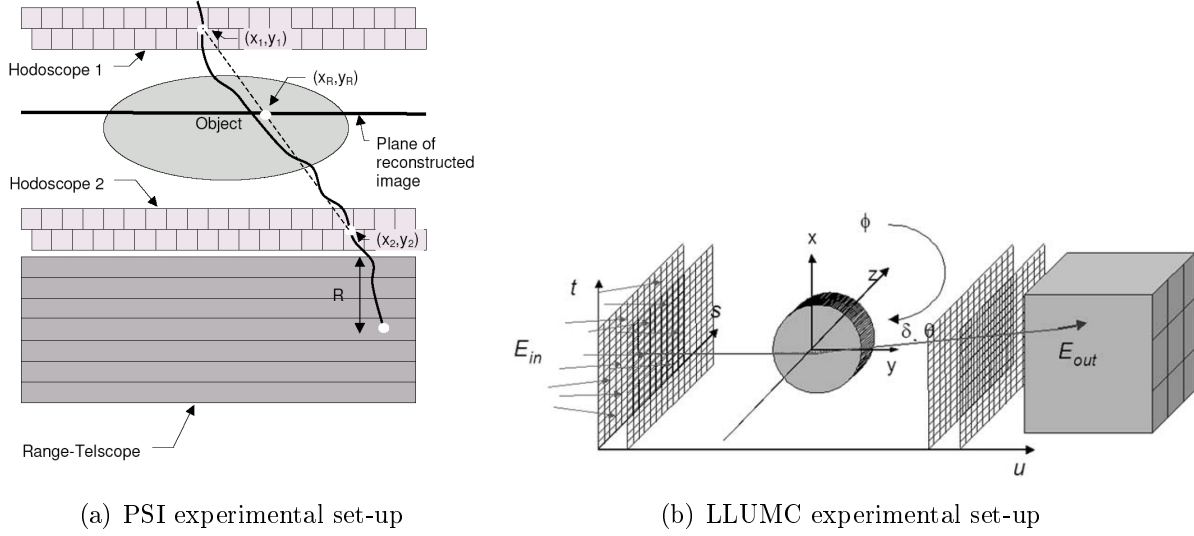 (x1,y1)
Hodoscope 1
(xR,yR)
Object
Plane of
reconstructed
image
Hodoscope 2
(x2,y2)
R
Range-Telscope
(a) PSI experimental set-up
ϕ
x
z
t
s
Ein
δ, θ
y
Eout
u
(b) LLUMC experimental set-up